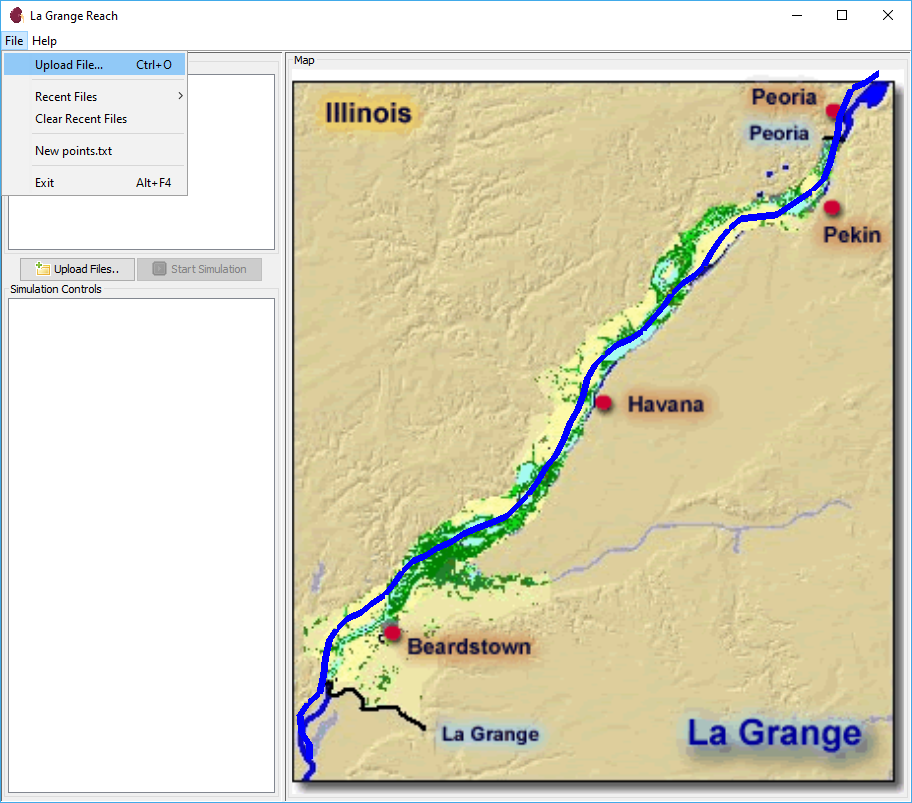 La Grange Reach
File Help
Upload File... Ctrl+O
Recent Files
Clear Recent Files
New points.txt
Exit Alt+F4
Upload Files..
Start Simulation
Simulation Controls
Map
Illinois
Peoria
Peoria
Pekin
Havana
Beardstown
La Grange
La Grange